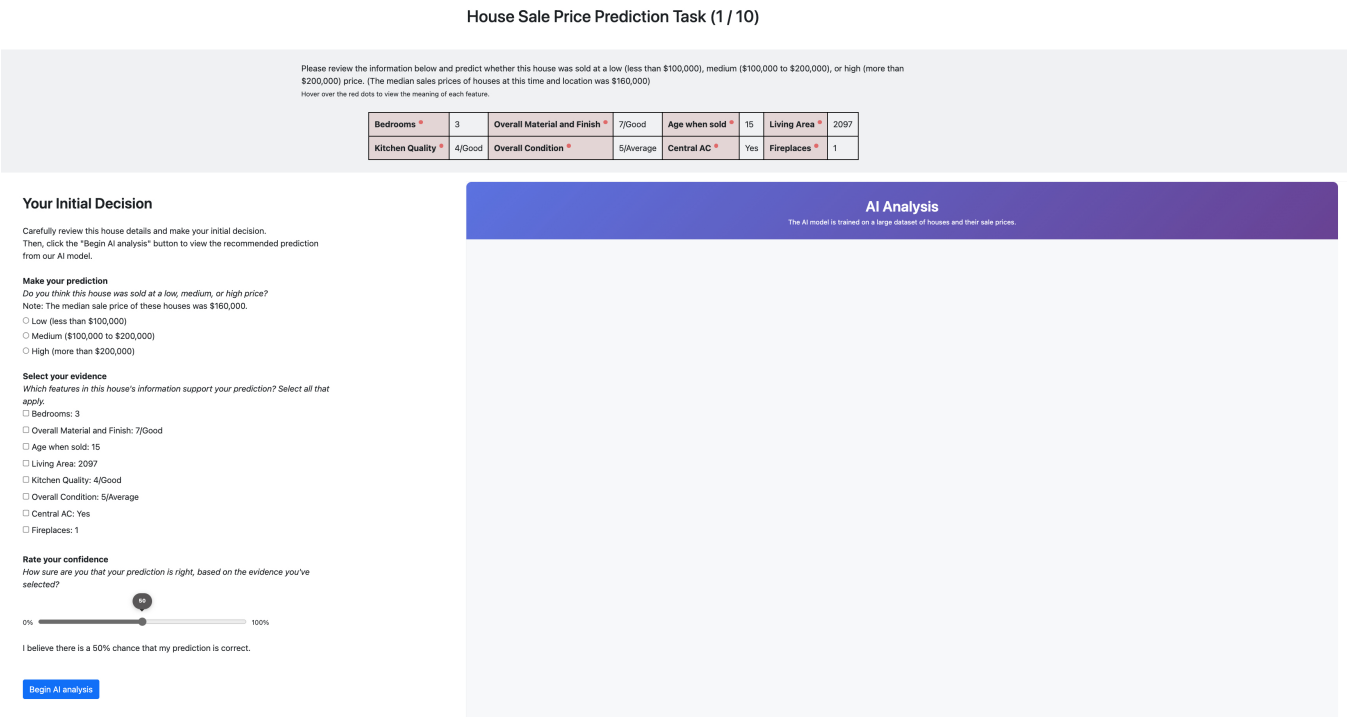 House Sale Price Prediction Task (1 / 10)
Please review the information below and predict whether this house was sold at a low (less than $100,000), medium ($100,000 to $200,000), or high (more than
$200,000) price. (The median sales prices of houses at this time and location was $160,000)
Hover over the red dots to view the meaning of each feature.
Bedrooms 3 Overall Material and Finish 7/Good Age when sold 15 Living Area 2097
Kitchen Quality 4/Good Overall Condition 5/Average Central AC Yes Fireplaces 1
Your Initial Decision
Carefully review this house details and make your initial decision.
Then, click the "Begin AI analysis" button to view the recommended prediction
from our AI model.
Make your prediction
Do you think this house was sold at a low, medium, or high price?
Note: The median sale price of these houses was $160,000.
Low (less than $100,000)
Medium ($100,000 to $200,000)
High (more than $200,000)
Select your evidence
Which features in this house's information support your prediction? Select all that
apply.
Bedrooms: 3
Overall Material and Finish: 7/Good
Age when sold: 15
Living Area: 2097
Kitchen Quality: 4/Good
Overall Condition: 5/Average
Central AC: Yes
Fireplaces: 1
Rate your confidence
How sure are you that your prediction is right, based on the evidence you've
selected?
50
0% 100%
I believe there is a 50% chance that my prediction is correct.
Begin AI analysis
AI Analysis
The AI model is trained on a large dataset of houses and their sale prices.